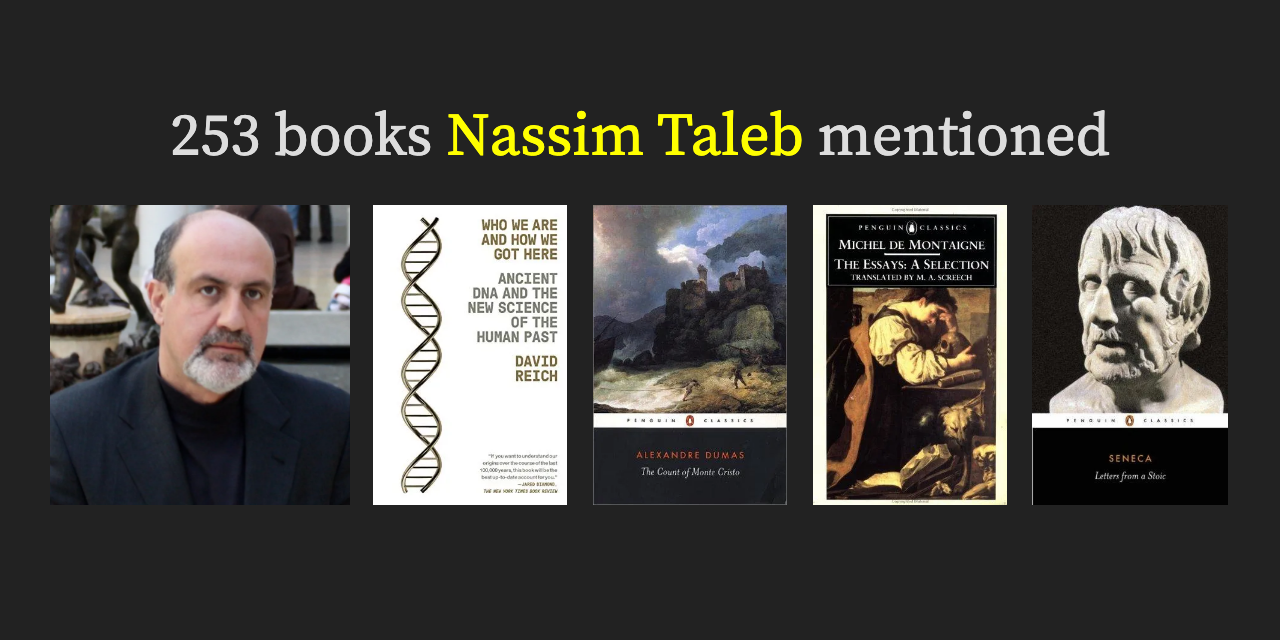 253 books Nassim Taleb mentioned
WHO WE ARE
AND HOW WE
GOT HERE
ANCIENT
DNA AND THE
NEW SCIENCE
OF THE
HUMAN PAST
DAVID
REICH
"If you want to understand our
origins over the course of the last
100,000 years, this book will be the
best up-to-date account for you."
—JARED DIAMOND,
THE NEW YORK TIMES BOOK REVIEW
PENGUIN CLASSICS
ALEXANDRE DUMAS
The Count of Monte Cristo
Copyrighted Material
PENGUIN CLASSICS
MICHEL DE MONTAIGNE
THE ESSAYS: A SELECTION
TRANSLATED BY M. A. SCREECH
Copyrighted Material
PENGUIN CLASSICS
SENECA
Letters from a Stoic